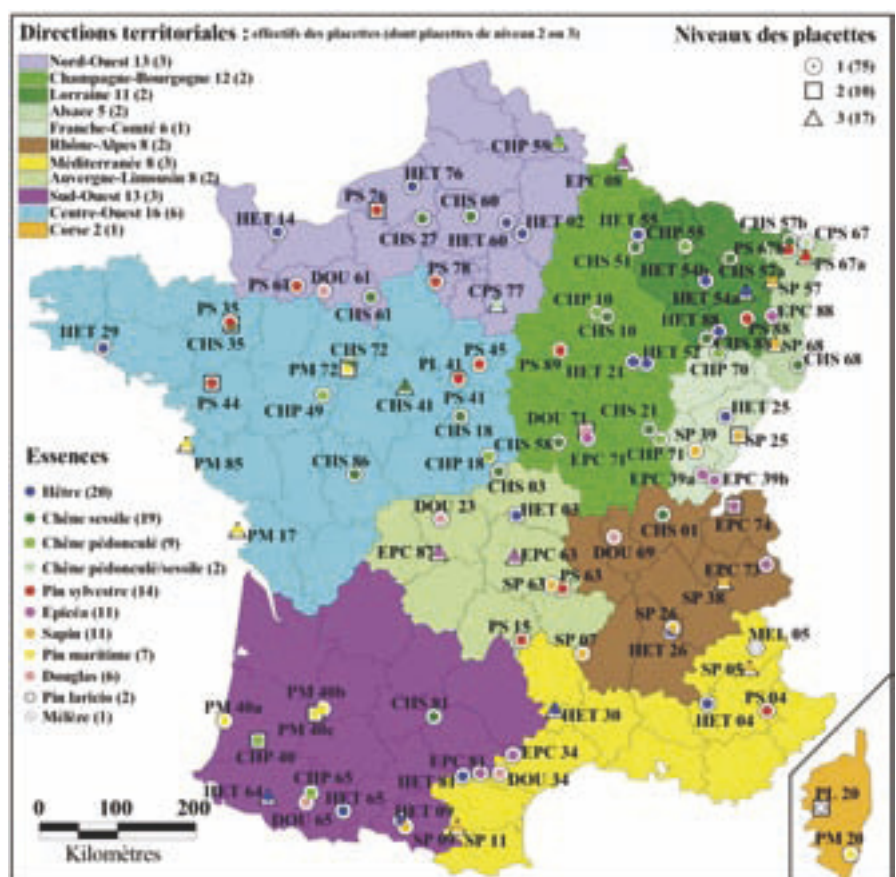 Directions territoriales : effectifs des placettes (dont placettes de niveau 2 ou 3)
Nord-Ouest 13 (3)
Champagne-Bourgogne 12 (2)
Lorraine 11 (2)
Alsace 5 (2)
Franche-Comté 6 (1)
Rhône-Alpes 8 (2)
Méditerranée 8 (3)
Auvergne-Limousin 8 (2)
Sud-Ouest 13 (3)
Centre-Ouest 16 (6)
Corse 2 (1)
Niveaux des placettes
1 (75)
2 (10)
3 (17)
CHP 59
EPC 08
HET 76
PS 76
CHS 60
HET 14
CHS 27
HET 60
HET 02
HET 55
CHP 55
CHS 57b
CPS 67
CHS 51
PS 67b
PS 67a
HET 54b
CHS 57a
SP 57
PS 61
DOU 61
PS 78
CHS 61
CPS 77
CHP 10
CHS 10
HET 54a
EPC 88
HET 88
PS 88
PS 35
CHS 35
HET 29
CHS 72
PM 72
PL 41
PS 45
PS 89
HET 21
HET 52
CHS 88
SP 68
CHS 68
CHP 70
PS 44
CHP 49
CHS 41
PS 41
CHS 18
DOU 71
CHS 21
HET 25
PM 85
CHS 86
CHP 18
CHS 58
EPC 71
CHP 71
SP 39
SP 25
CHS 03
EPC 39a
EPC 39b
PM 17
DOU 23
HET 03
CHS 01
EPC 74
EPC 87
EPC 63
DOU 69
EPC 73
SP 63
PS 63
SP 38
PS 15
SP 07
SP 26
HET 26
MEL 05
SP 05
PM 40a
PM 40b
PM 40c
CHS 81
HET 30
HET 04
PS 04
CHP 40
EPC 34
EPC 81
HET 81
DOU 34
HET 64
CHP 65
DOU 65
HET 65
HET 09
SP 09
SP 11
PL 20
PM 20
Essences
Hêtre (20)
Chêne sessile (19)
Chêne pédonculé (9)
Chêne pédonculé/sessile (2)
Pin sylvestre (14)
Epicéa (11)
Sapin (11)
Pin maritime (7)
Douglas (6)
Pin laricio (2)
Mélèze (1)
0 100 200
Kilomètres